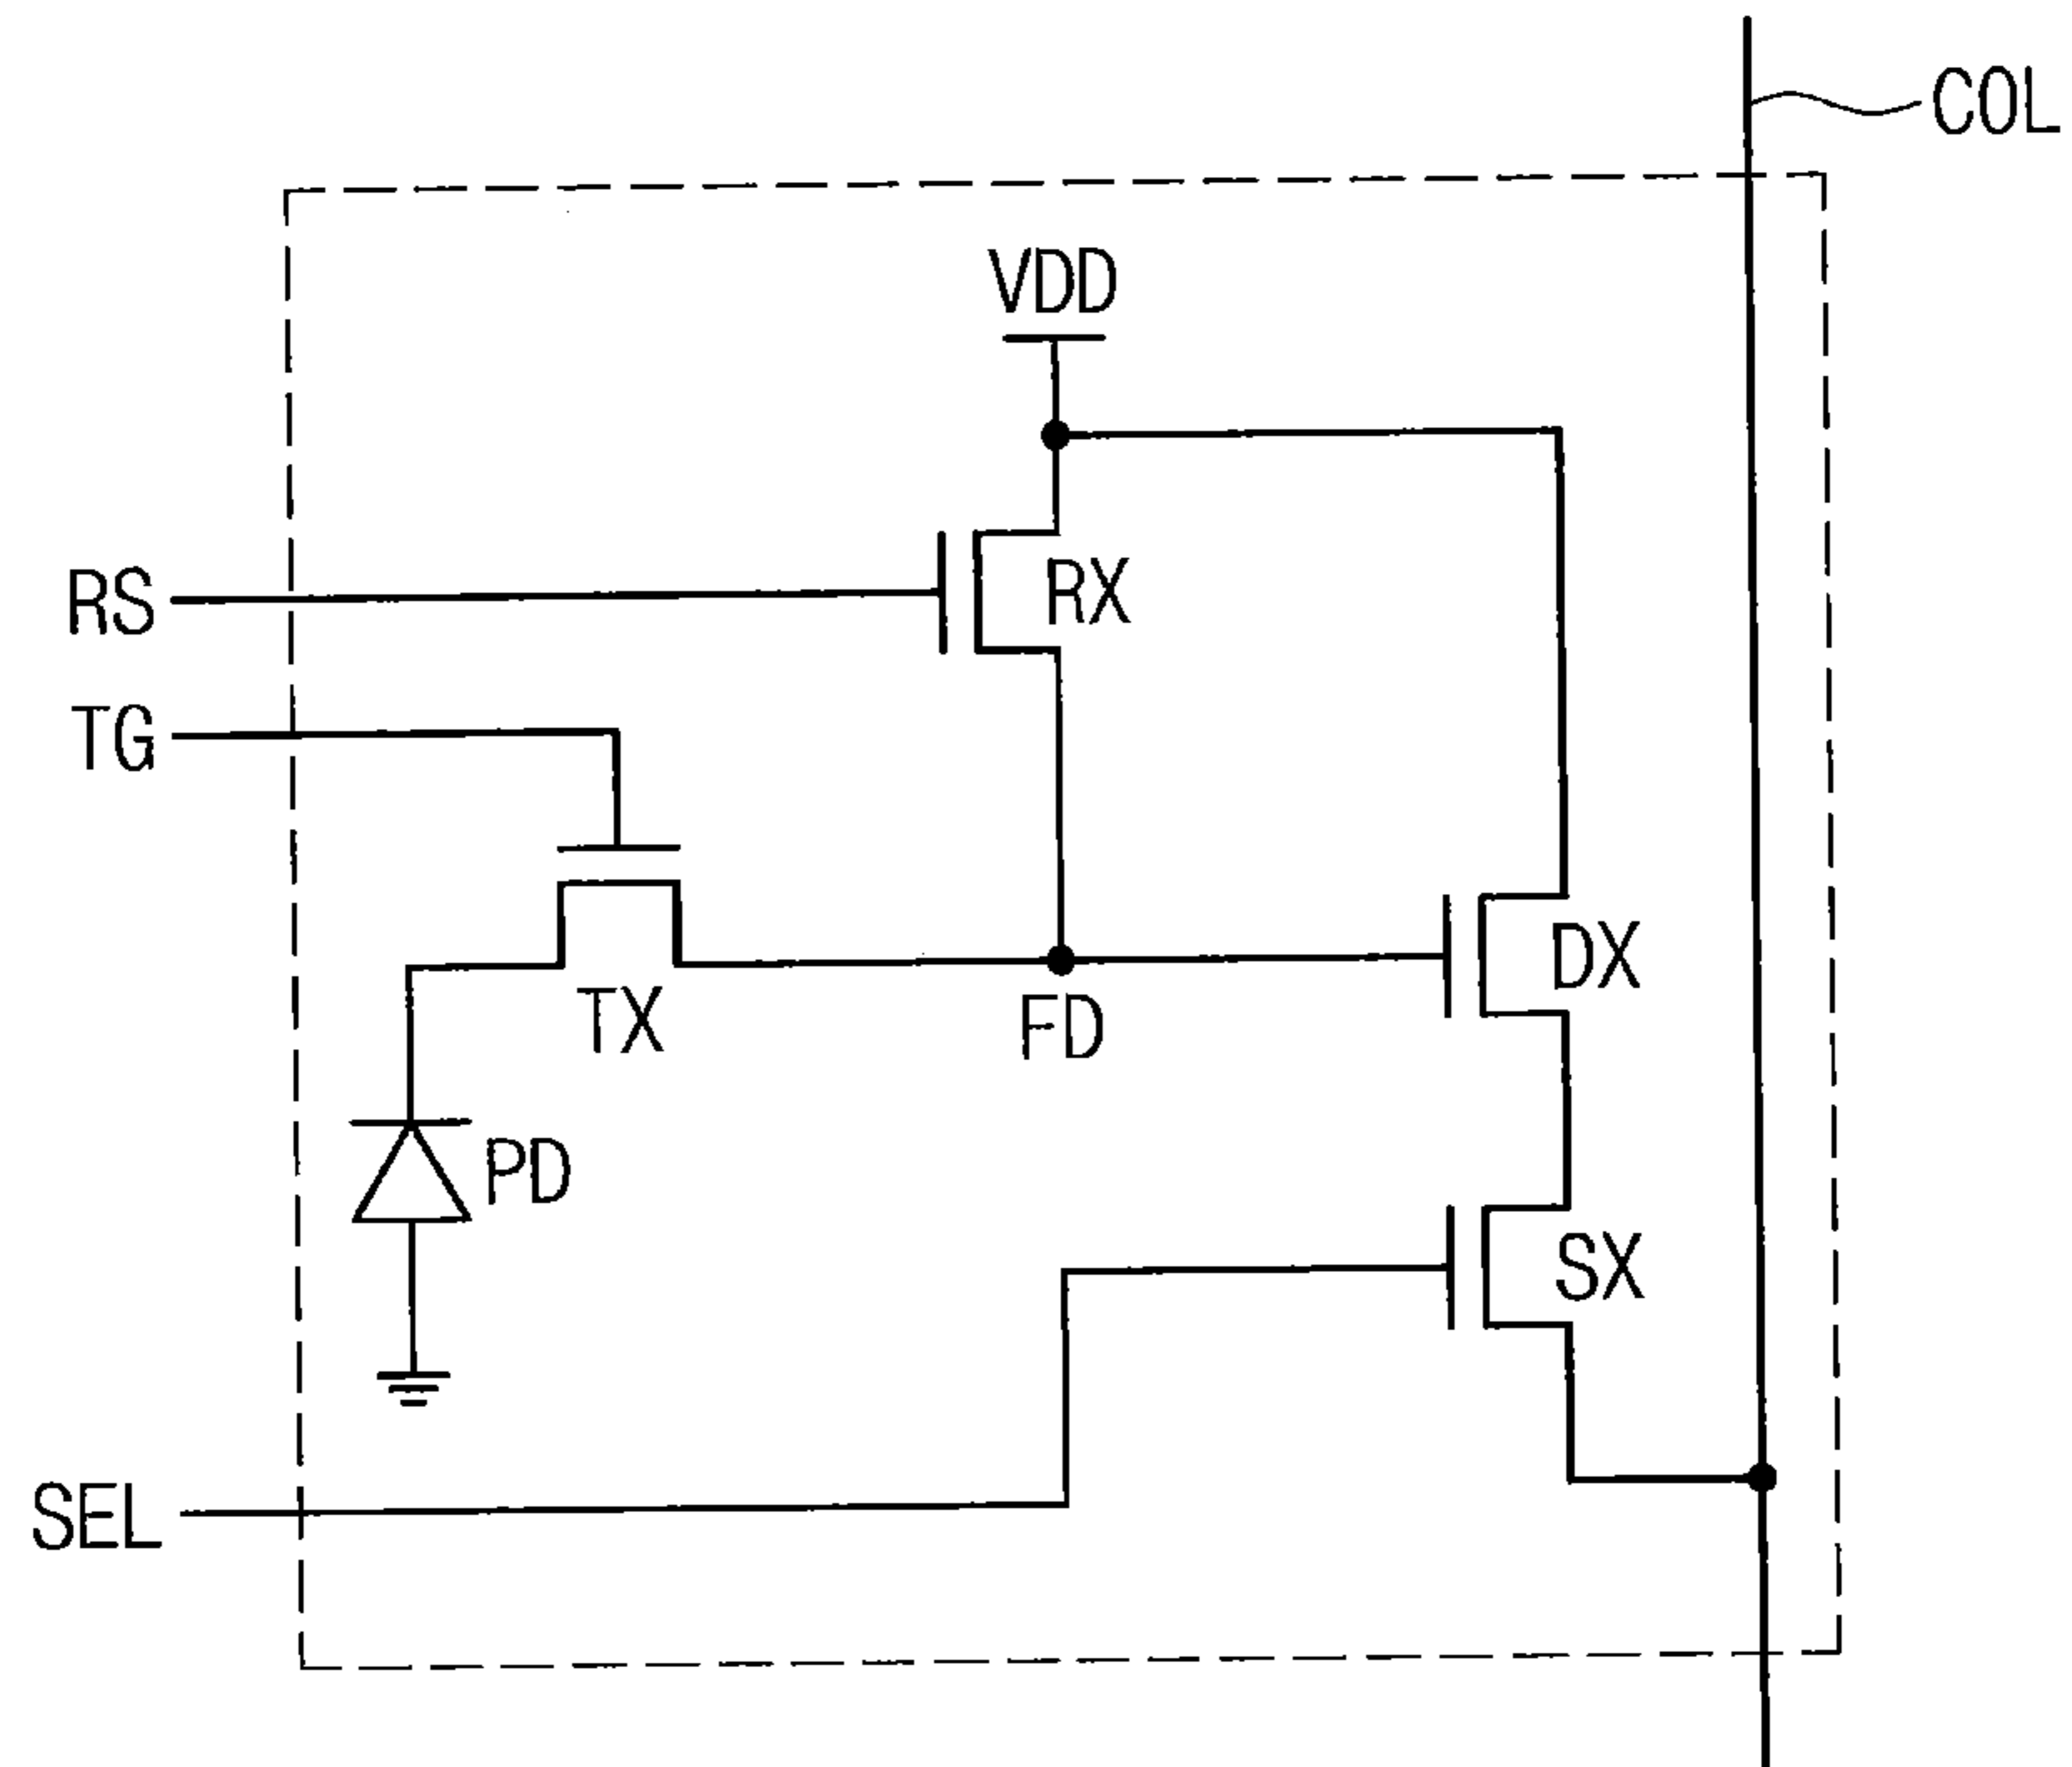 COL
VDD
RS
RX
TG
DX
TX
FD
PD
SX
SEL